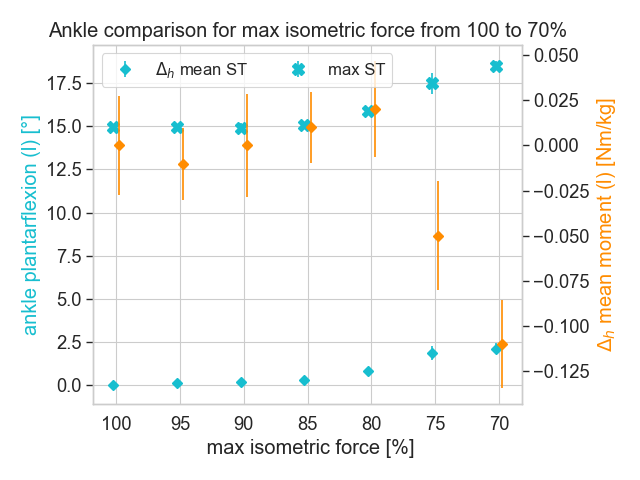 Ankle comparison for max isometric force from 100 to 70%
Δh mean ST
max ST
ankle plantarflexion (l) [°]
17.5
15.0
12.5
10.0
7.5
5.0
2.5
0.0
0.050
0.025
0.000
−0.025
−0.050
−0.075
−0.100
−0.125
Δh mean moment (l) [Nm/kg]
100 95 90 85 80 75 70
max isometric force [%]